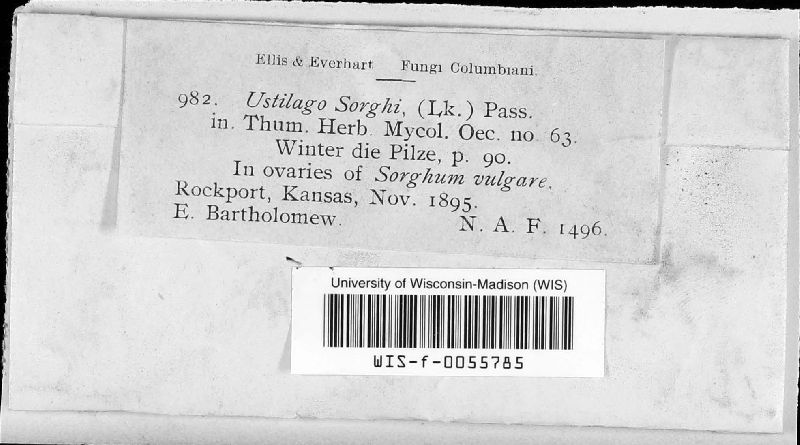 Ellis & Everhart Fungi Columbiani.
982. Ustilago Sorghi, (Lk.) Pass.
in. Thum. Herb. Mycol. Oec. no. 63.
Winter die Pilze, p. 90.
In ovaries of Sorghum vulgare.
Rockport, Kansas, Nov. 1895.
E. Bartholomew. N. A. F. 1496.
University of Wisconsin-Madison (WIS)
WIS-f-0055785